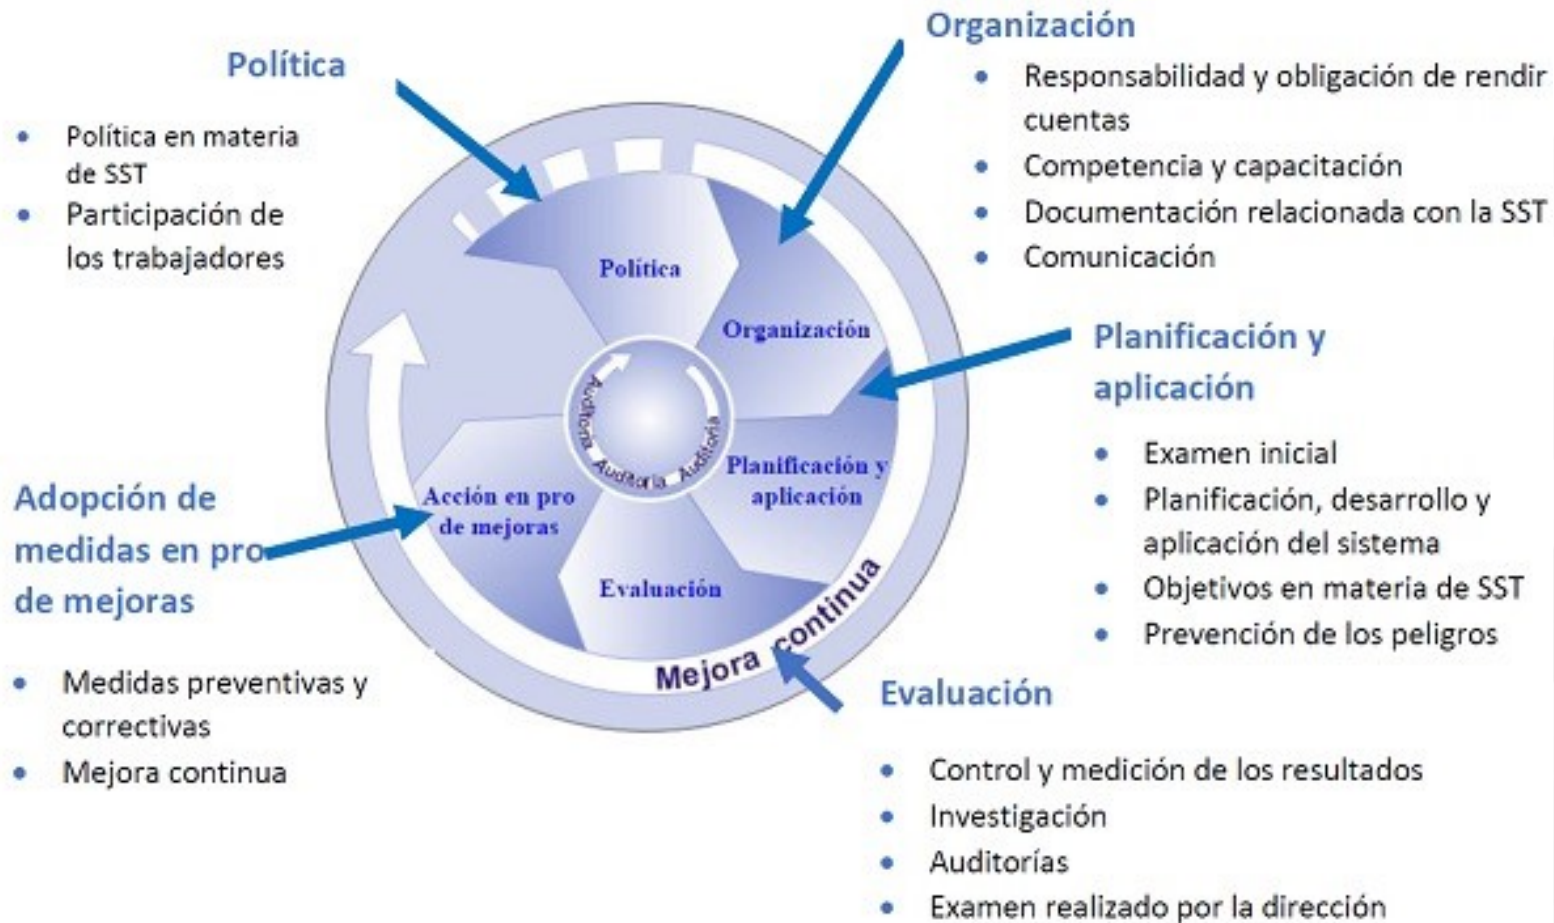 Política
• Política en materia
de SST
• Participación de
los trabajadores
Organización
• Responsabilidad y obligación de rendir
cuentas
• Competencia y capacitación
• Documentación relacionada con la SST
• Comunicación
Planificación y
aplicación
• Examen inicial
• Planificación, desarrollo y
aplicación del sistema
• Objetivos en materia de SST
• Prevención de los peligros
Evaluación
• Control y medición de los resultados
• Investigación
• Auditorías
• Examen realizado por la dirección
Adopción de
medidas en pro
de mejoras
• Medidas preventivas y
correctivas
• Mejora continua
Política
Organización
Planificación y
aplicación
Evaluación
Acción en pro
de mejoras
Auditoría Auditoría Auditoría
Mejora continua